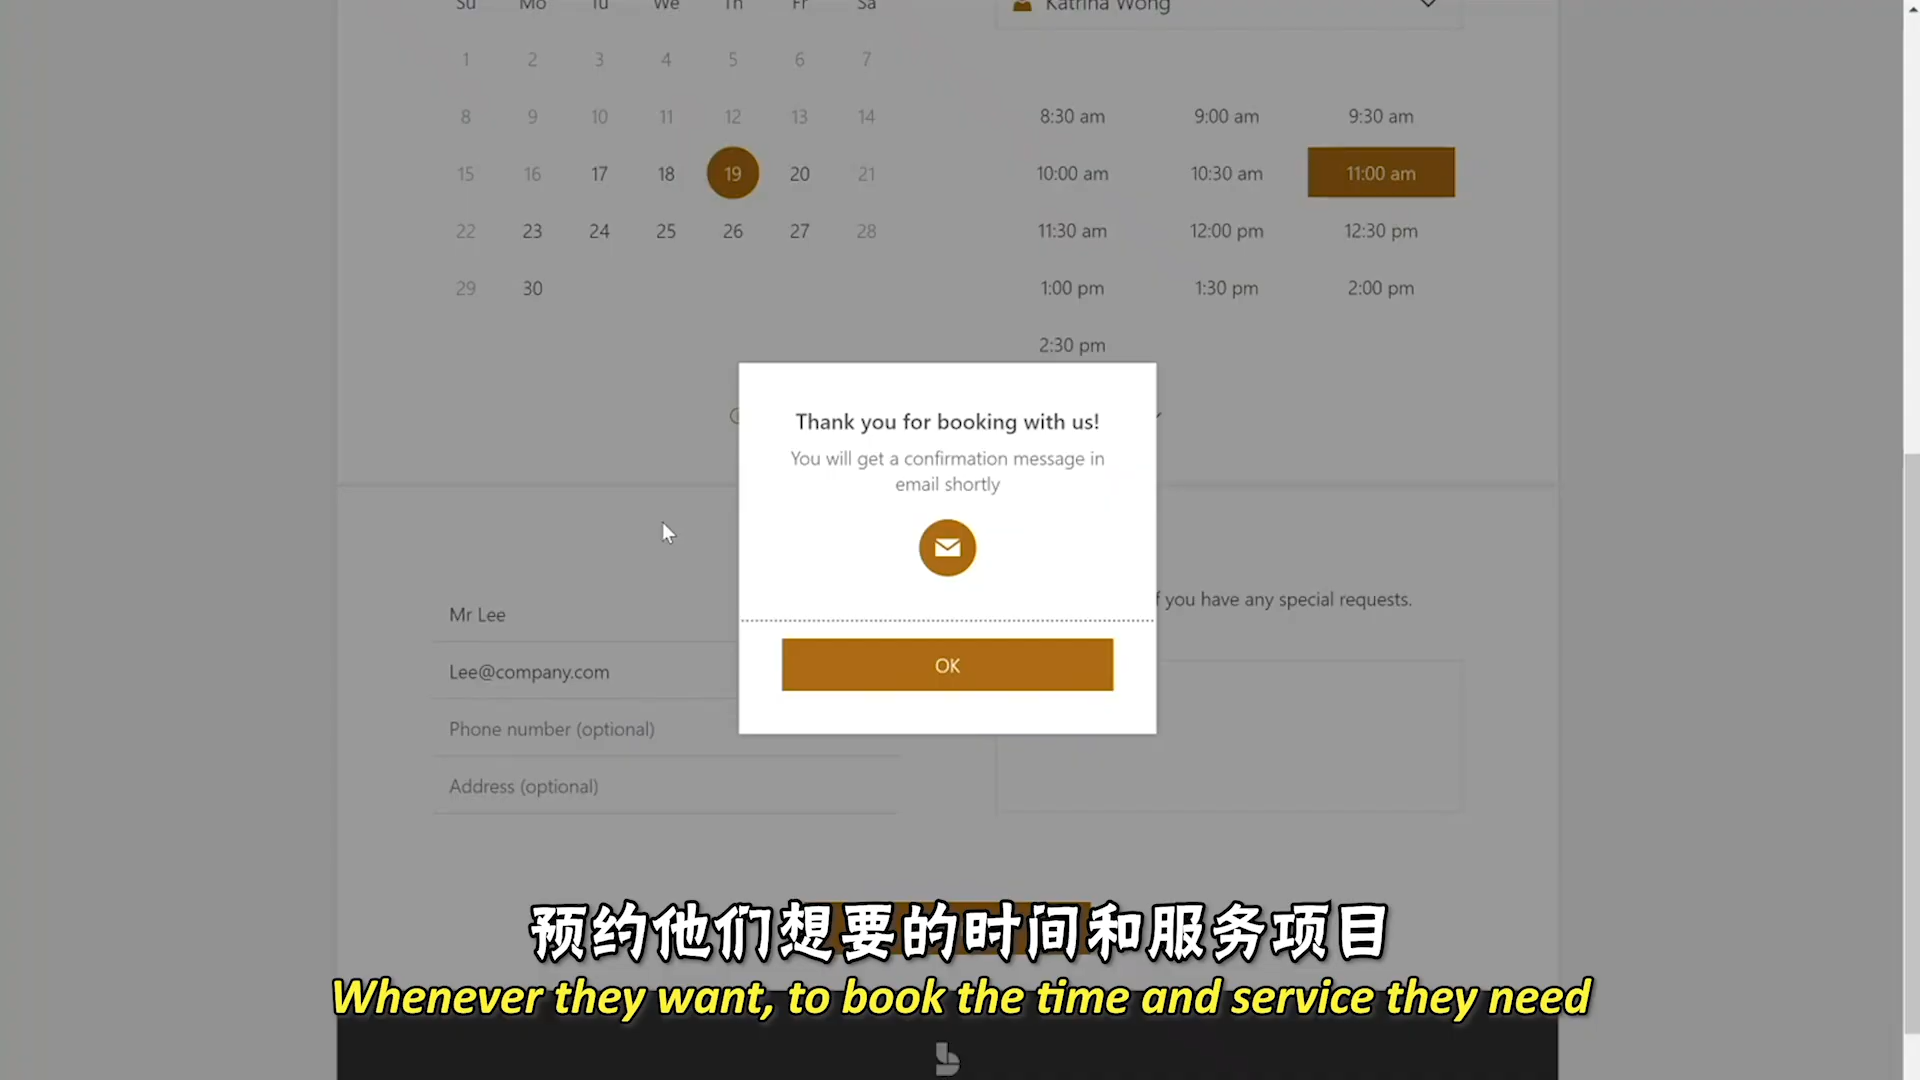 Su Mo Tu We Th Fr Sa
Katrina Wong
1 2 3 4 5 6 7
8 9 10 11 12 13 14
8:30 am 9:00 am 9:30 am
15 16 17 18 19 20 21
10:00 am 10:30 am 11:00 am
22 23 24 25 26 27 28
11:30 am 12:00 pm 12:30 pm
29 30
1:00 pm 1:30 pm 2:00 pm
2:30 pm
Thank you for booking with us!
You will get a confirmation message in
email shortly
OK
you have any special requests.
Mr Lee
Lee@company.com
Phone number (optional)
Address (optional)
预约他们想要的时间和服务项目
Whenever they want, to book the time and service they need